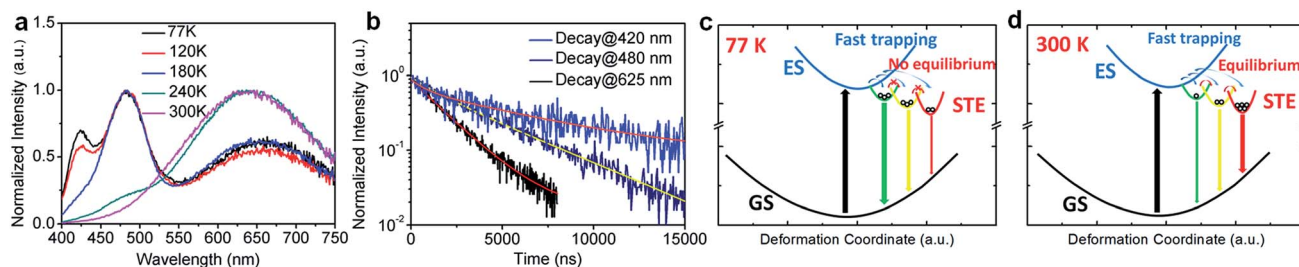 a
Normalized Intensity (a.u.)
1.5
1.0
0.5
0.0
77K
120K
180K
240K
300K
400 450 500 550 600 650 700 750
Wavelength (nm)
b
Normalized Intensity (a.u.)
10⁰
10⁻¹
10⁻²
Decay@420 nm
Decay@480 nm
Decay@625 nm
0 5000 10000 15000
Time (ns)
c
77 K
Fast trapping
ES
No equilibrium
STE
GS
Deformation Coordinate (a.u.)
d
300 K
Fast trapping
ES
Equilibrium
STE
GS
Deformation Coordinate (a.u.)